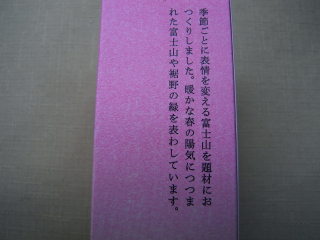 季節ごとに表情を変える富士山を題材にお
つくりしました。暖かな春の陽気につつま
れた富士山や裾野の緑を表わしています。